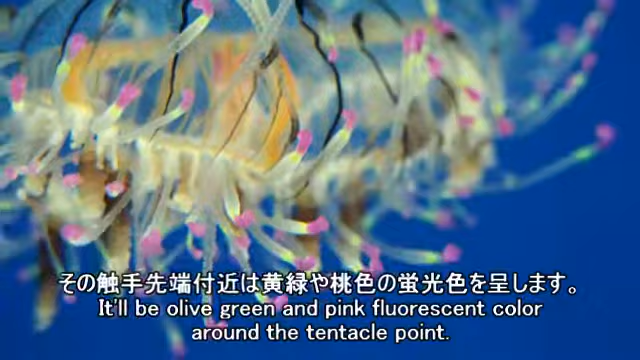 その触手先端付近は黄緑や桃色の蛍光色を呈します。
It'll be olive green and pink fluorescent color
around the tentacle point.